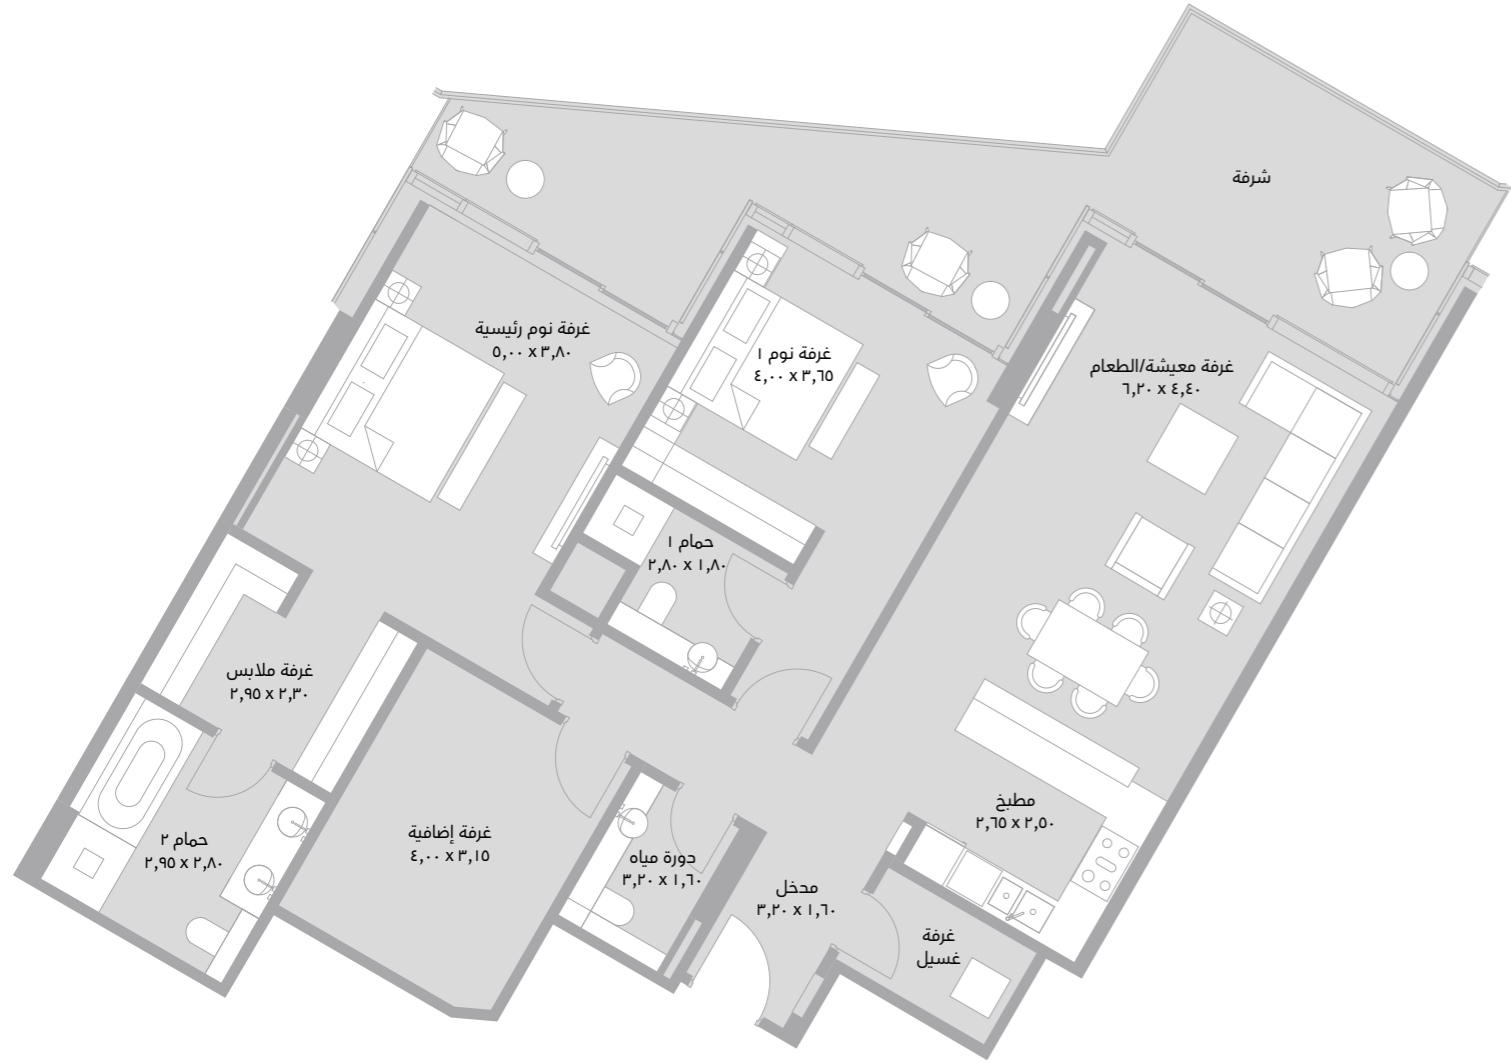 شرفة
غرفة نوم رئيسية
٥,٠٠ x ٣,٨٠
غرفة نوم ١
٤,٠٠ x ٣,٦٥
غرفة معيشة/الطعام
٦,٢٠ x ٤,٤٠
حمام ١
٢,٨٠ x ١,٨٠
غرفة ملابس
٢,٩٥ x ٢,٣٠
مطبخ
٢,٦٥ x ٢,٥٠
حمام ٢
٢,٩٥ x ٢,٨٠
غرفة إضافية
٤,٠٠ x ٣,١٥
دورة مياه
٣,٢٠ x ١,٦٠
مدخل
٣,٢٠ x ١,٦٠
غرفة
غسيل